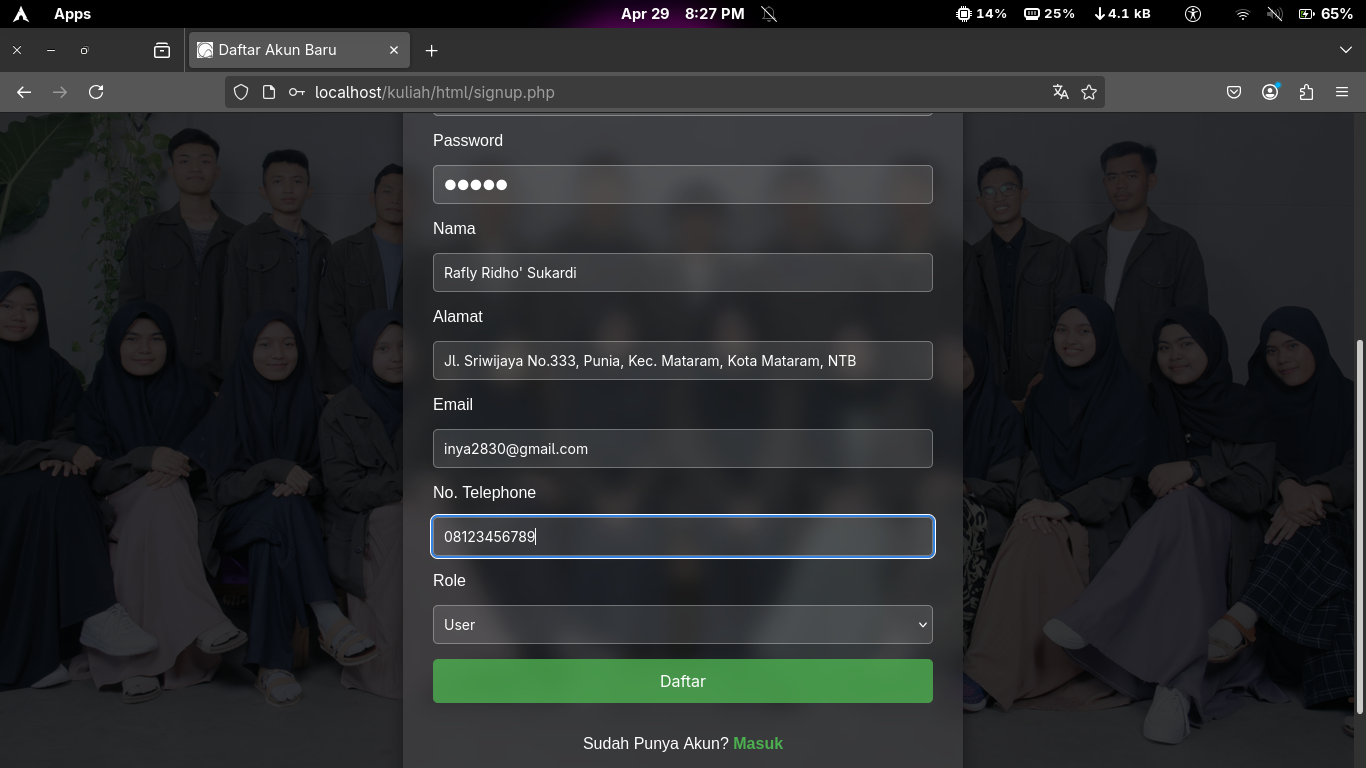 Apps
Apr 29 8:27 PM
14% 25% 4.1 kB 65%
Daftar Akun Baru
localhost/kuliah/html/signup.php
Password
●●●●●
Nama
Rafly Ridho' Sukardi
Alamat
Jl. Sriwijaya No.333, Punia, Kec. Mataram, Kota Mataram, NTB
Email
inya2830@gmail.com
No. Telephone
08123456789
Role
User
Daftar
Sudah Punya Akun? Masuk